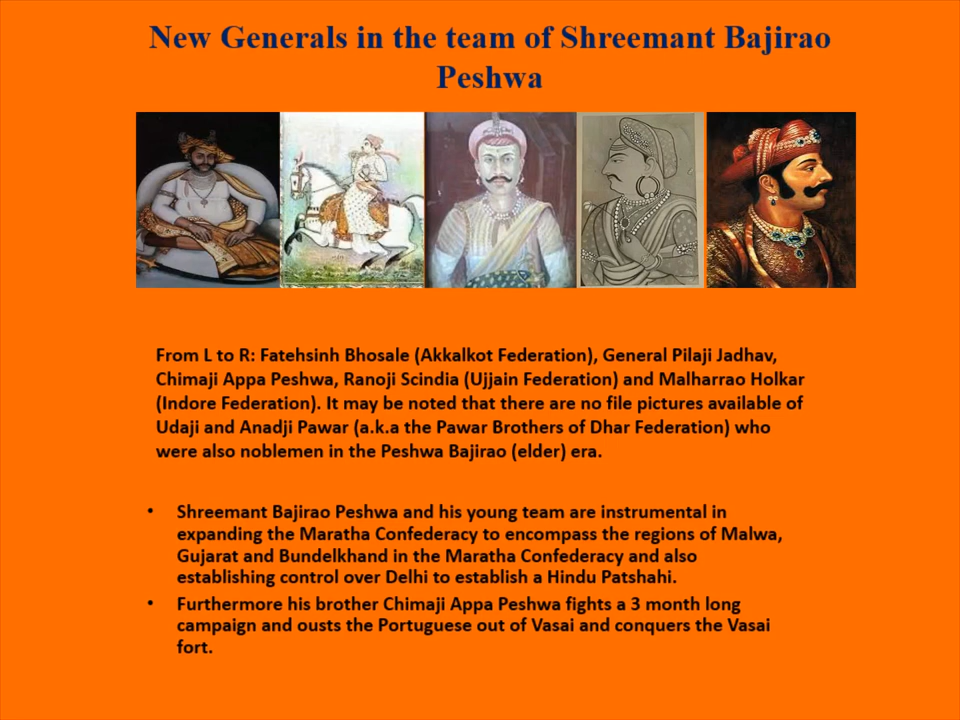 New Generals in the team of Shreemant Bajirao
Peshwa
From L to R: Fatehsinh Bhosale (Akkalkot Federation), General Pilaji Jadhav,
Chimaji Appa Peshwa, Ranoji Scindia (Ujjain Federation) and Malharrao Holkar
(Indore Federation). It may be noted that there are no file pictures available of
Udaji and Anadji Pawar (a.k.a the Pawar Brothers of Dhar Federation) who
were also noblemen in the Peshwa Bajirao (elder) era.
• Shreemant Bajirao Peshwa and his young team are instrumental in
expanding the Maratha Confederacy to encompass the regions of Malwa,
Gujarat and Bundelkhand in the Maratha Confederacy and also
establishing control over Delhi to establish a Hindu Patshahi.
• Furthermore his brother Chimaji Appa Peshwa fights a 3 month long
campaign and ousts the Portuguese out of Vasai and conquers the Vasai
fort.